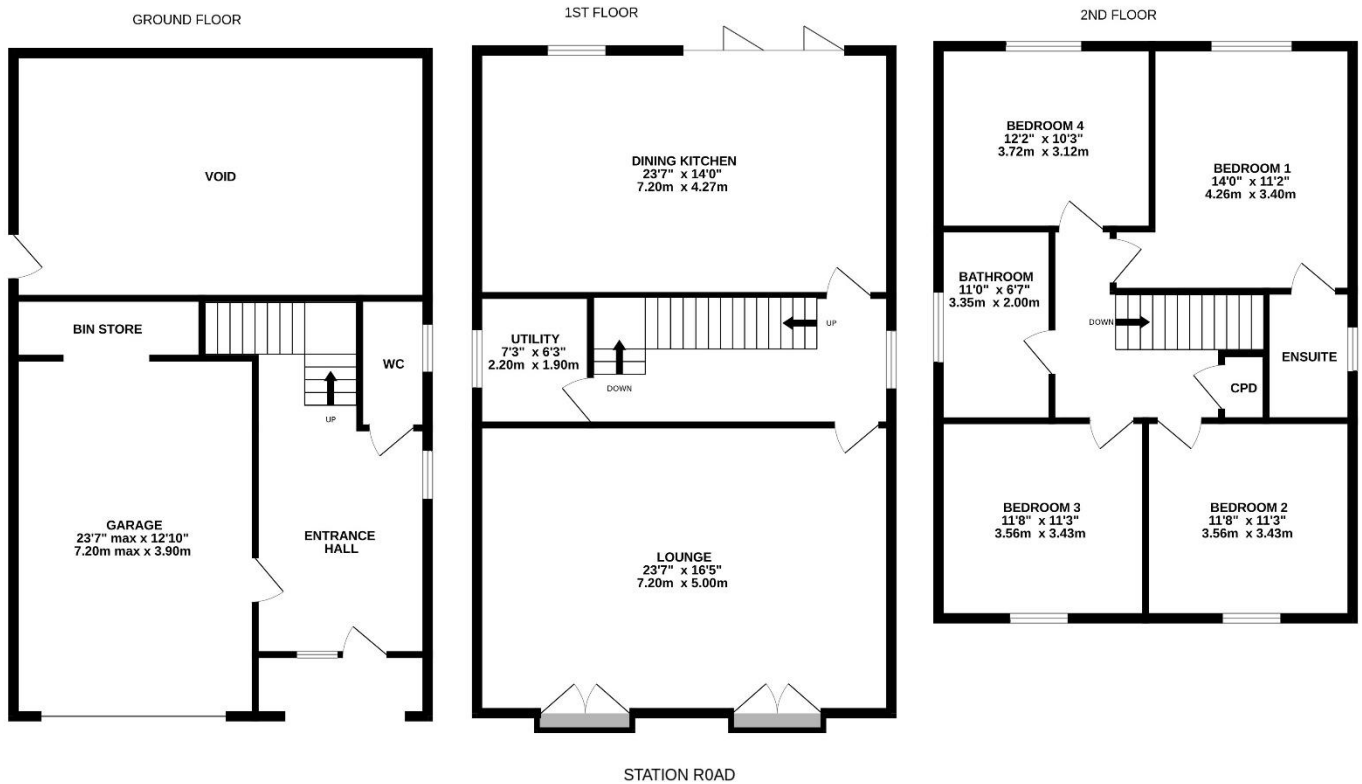 GROUND FLOOR
VOID
BIN STORE
WC
UP
GARAGE
23'7" max x 12'10"
7.20m max x 3.90m
ENTRANCE
HALL
1ST FLOOR
DINING KITCHEN
23'7" x 14'0"
7.20m x 4.27m
UTILITY
7'3" x 6'3"
2.20m x 1.90m
UP
DOWN
LOUNGE
23'7" x 16'5"
7.20m x 5.00m
STATION R0AD
2ND FLOOR
BEDROOM 4
12'2" x 10'3"
3.72m x 3.12m
BEDROOM 1
14'0" x 11'2"
4.26m x 3.40m
BATHROOM
11'0" x 6'7"
3.35m x 2.00m
DOWN
ENSUITE
CPD
BEDROOM 3
11'8" x 11'3"
3.56m x 3.43m
BEDROOM 2
11'8" x 11'3"
3.56m x 3.43m